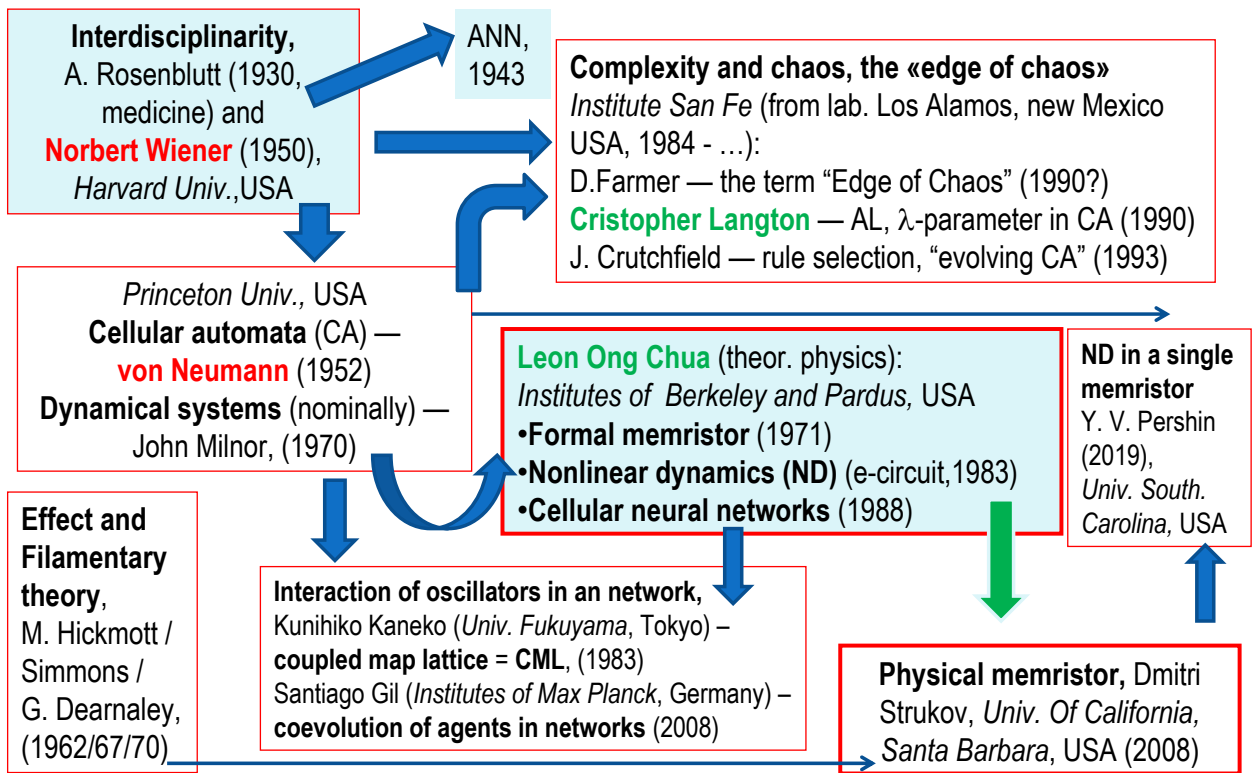 Interdisciplinarity,
A. Rosenblutt (1930,
medicine) and
Norbert Wiener (1950),
Harvard Univ.,USA
ANN,
1943
Complexity and chaos, the «edge of chaos»
Institute San Fe (from lab. Los Alamos, new Mexico
USA, 1984 - …):
D.Farmer — the term “Edge of Chaos” (1990?)
Cristopher Langton — AL, λ-parameter in CA (1990)
J. Crutchfield — rule selection, “evolving CA” (1993)
Princeton Univ., USA
Cellular automata (CA) —
von Neumann (1952)
Dynamical systems (nominally) —
John Milnor, (1970)
Leon Ong Chua (theor. physics):
Institutes of Berkeley and Pardus, USA
•Formal memristor (1971)
•Nonlinear dynamics (ND) (e-circuit,1983)
•Cellular neural networks (1988)
ND in a single
memristor
Y. V. Pershin
(2019),
Univ. South.
Carolina, USA
Effect and
Filamentary
theory,
M. Hickmott /
Simmons /
G. Dearnaley,
(1962/67/70)
Interaction of oscillators in an network,
Kunihiko Kaneko (Univ. Fukuyama, Tokyo) –
coupled map lattice = CML, (1983)
Santiago Gil (Institutes of Max Planck, Germany) –
coevolution of agents in networks (2008)
Physical memristor, Dmitri
Strukov, Univ. Of California,
Santa Barbara, USA (2008)